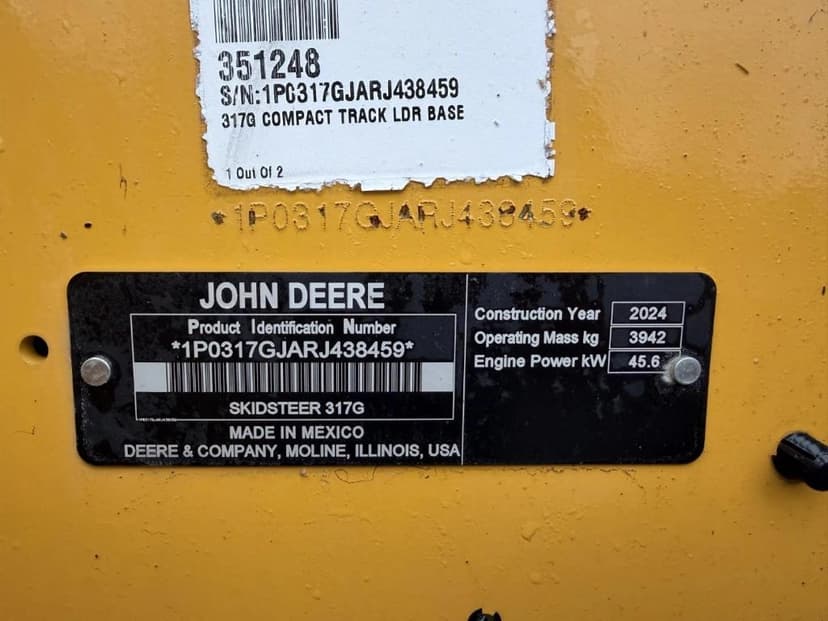 351248
S/N:1P0317GJARJ438459
317G COMPACT TRACK LDR BASE
1 Out Of 2
*1P0317GJARJ438459*
JOHN DEERE
Product Identification Number
*1P0317GJARJ438459*
SKIDSTEER 317G
MADE IN MEXICO
DEERE & COMPANY, MOLINE, ILLINOIS, USA
Construction Year 2024
Operating Mass kg 3942
Engine Power kW 45.6